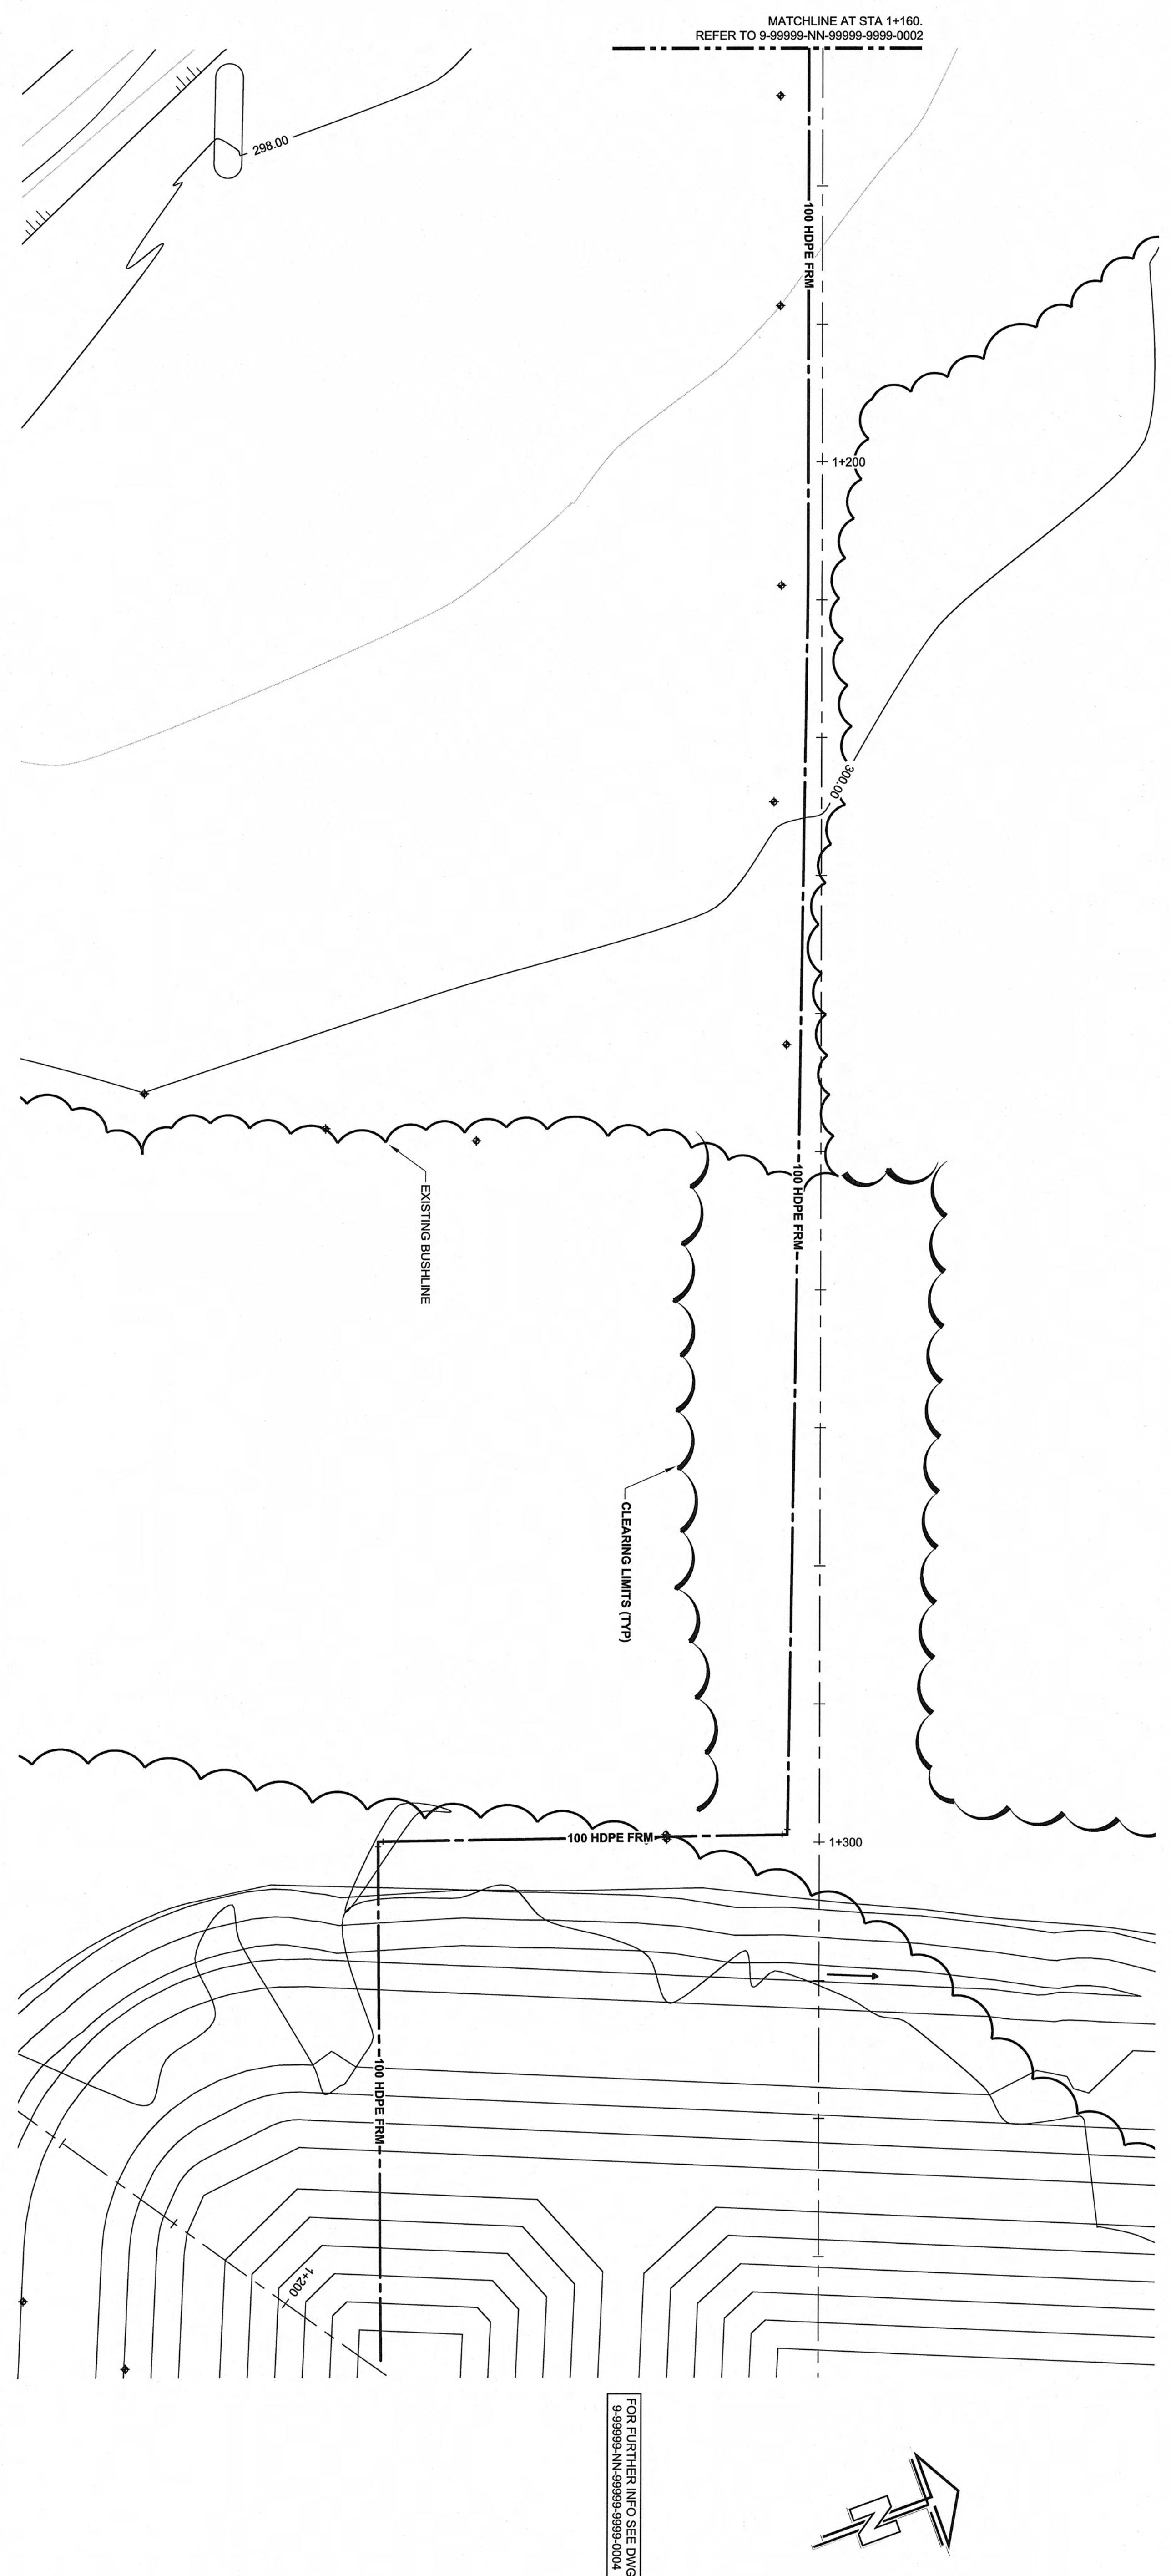 MATCHLINE AT STA 1+160.
REFER TO 9-99999-NN-99999-9999-0002
298.00
100 HDPE FRM
1+200
300.00
100 HDPE FRM
EXISTING BUSHLINE
CLEARING LIMITS (TYP)
100 HDPE FRM
1+300
100 HDPE FRM
1+200
FOR FURTHER INFO SEE DWG
9-99999-NN-99999-9999-0004
N